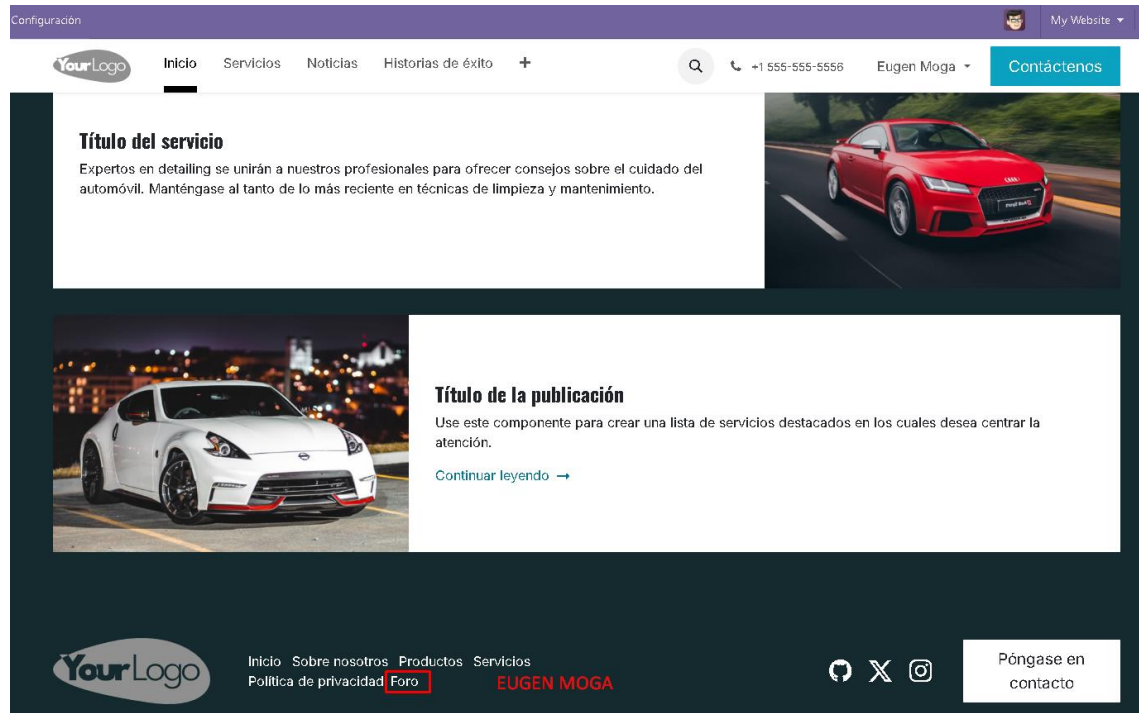 Configuración
My Website
YourLogo Inicio Servicios Noticias Historias de éxito + +1 555-555-5556 Eugen Moga Contáctenos
Título del servicio
Expertos en detailing se unirán a nuestros profesionales para ofrecer consejos sobre el cuidado del
automóvil. Manténgase al tanto de lo más reciente en técnicas de limpieza y mantenimiento.
Título de la publicación
Use este componente para crear una lista de servicios destacados en los cuales desea centrar la
atención.
Continuar leyendo →
YourLogo
Inicio Sobre nosotros Productos Servicios
Política de privacidad Foro
EUGEN MOGA
Póngase en
contacto